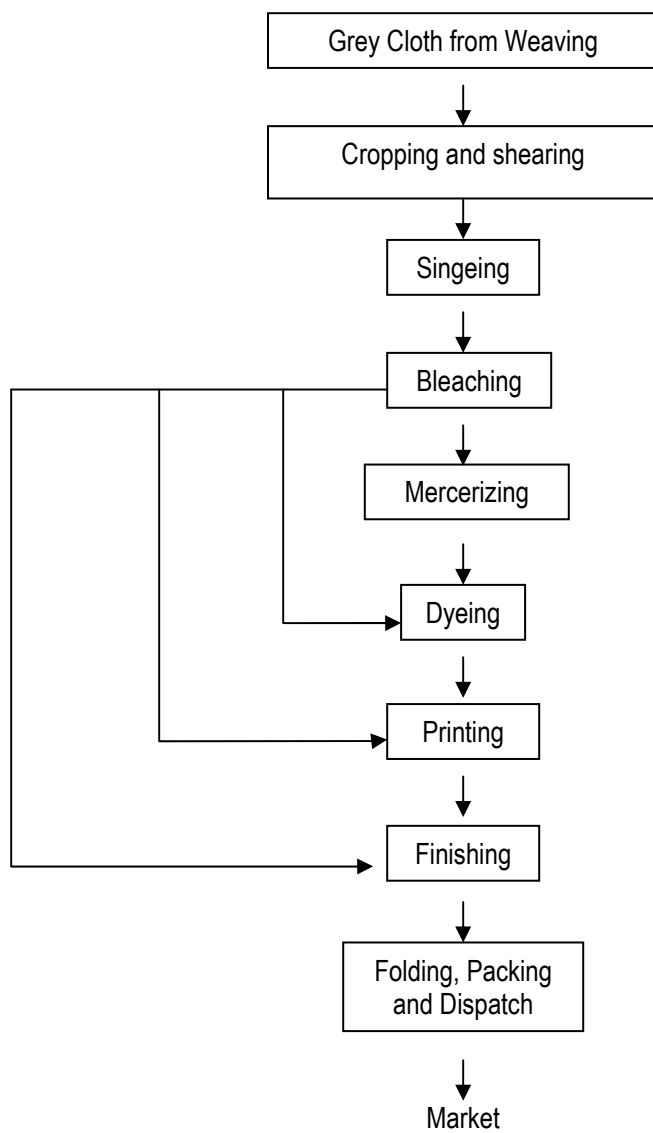 Grey Cloth from Weaving
Cropping and shearing
Singeing
Bleaching
Mercerizing
Dyeing
Printing
Finishing
Folding, Packing
and Dispatch
Market